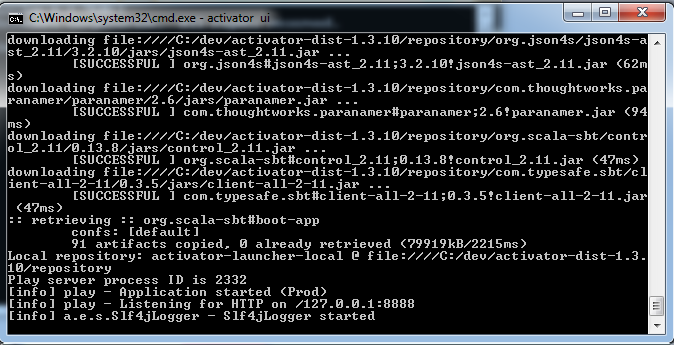 C:\Windows\system32\cmd.exe - activator ui
downloading file:////C:/dev/activator-dist-1.3.10/repository/org.json4s/json4s-a
st_2.11/3.2.10/jars/json4s-ast_2.11.jar ...
[SUCCESSFUL ] org.json4s#json4s-ast_2.11;3.2.10!json4s-ast_2.11.jar (62m
s)
downloading file:////C:/dev/activator-dist-1.3.10/repository/com.thoughtworks.pa
ranamer/paranamer/2.6/jars/paranamer.jar ...
[SUCCESSFUL ] com.thoughtworks.paranamer#paranamer;2.6!paranamer.jar (94
ms)
downloading file:////C:/dev/activator-dist-1.3.10/repository/org.scala-sbt/contr
ol_2.11/0.13.8/jars/control_2.11.jar ...
[SUCCESSFUL ] org.scala-sbt#control_2.11;0.13.8!control_2.11.jar (47ms)
downloading file:////C:/dev/activator-dist-1.3.10/repository/com.typesafe.sbt/cl
ient-all-2-11/0.3.5/jars/client-all-2-11.jar ...
[SUCCESSFUL ] com.typesafe.sbt#client-all-2-11;0.3.5!client-all-2-11.jar
(47ms)
:: retrieving :: org.scala-sbt#boot-app
confs: [default]
91 artifacts copied, 0 already retrieved (79919kB/2215ms)
Local repository: activator-launcher-local @ file:////C:/dev/activator-dist-1.3.
10/repository
Play server process ID is 2332
[info] play - Application started (Prod)
[info] play - Listening for HTTP on /127.0.0.1:8888
[info] a.e.s.Slf4jLogger - Slf4jLogger started